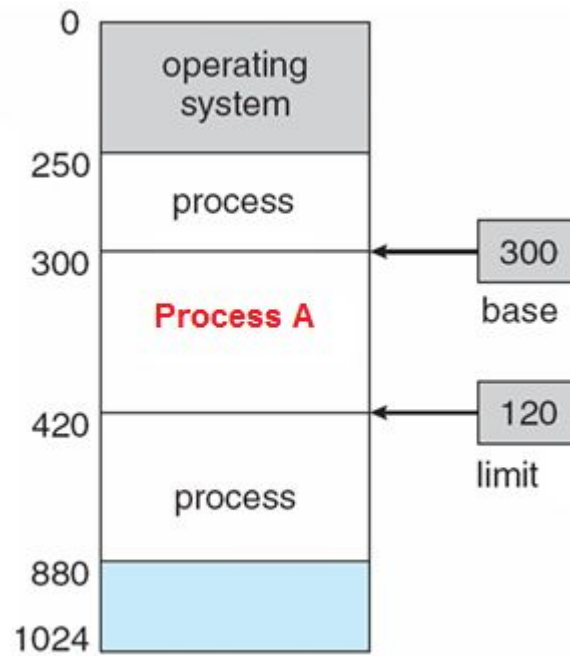 0
operating
system
250
process
300
300
base
Process A
420
120
limit
process
880
1024